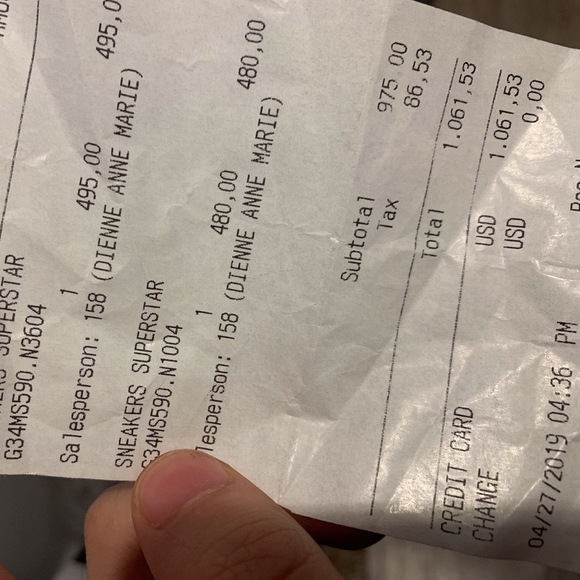 SUPERSTAR
G34MS590.N3604
1 495,00 495,0
Salesperson: 158 (DIENNE ANNE MARIE)
SNEAKERS SUPERSTAR
G34MS590.N1004
1 480,00 480,00
lesperson: 158 (DIENNE ANNE MARIE)
Subtotal 975,00
Tax 86,53
Total 1.061,53
CREDIT CARD USD 1.061,53
CHANGE USD 0,00
04/27/2019 04:36 PM